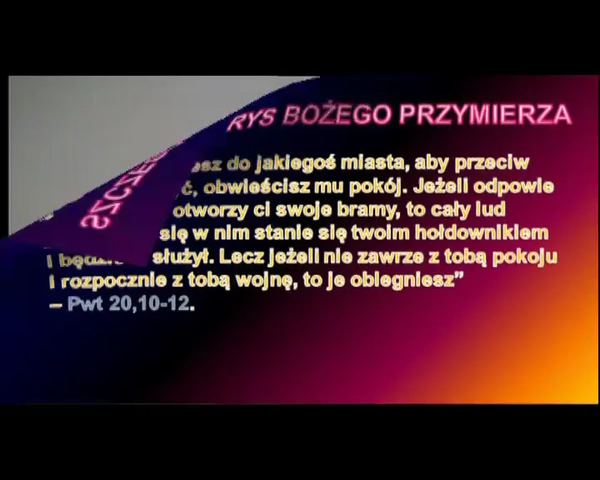 RYS BOŻEGO PRZYMIERZA
do jakiegoś miasta, aby przeciw
obwieścisz mu pokój. Jeżeli odpowie
otworzy ci swoje bramy, to cały lud
się w nim stanie się twoim hołdownikiem
i służył. Lecz jeżeli nie zawrze z tobą pokoju
i rozpocznie z tobą wojnę, to je oblegniesz”
– Pwt 20,10-12.